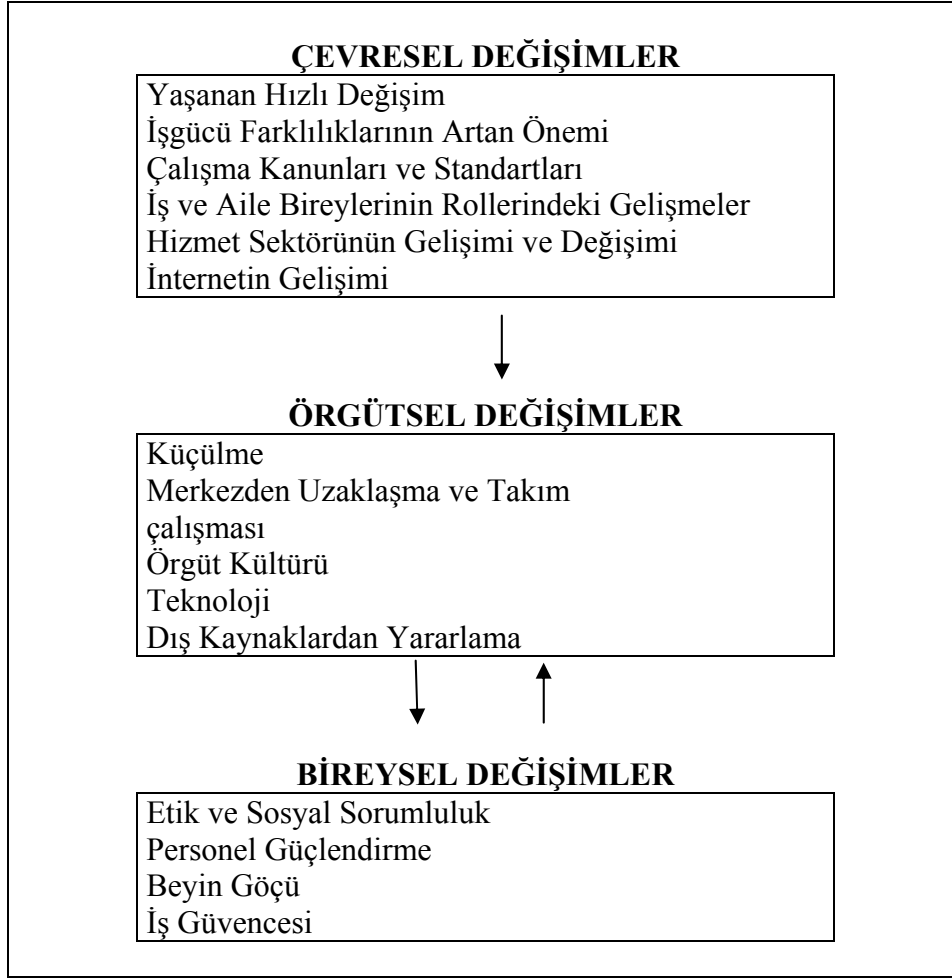 ÇEVRESEL DEĞİŞİMLER
Yaşanan Hızlı Değişim
İşgücü Farklılıklarının Artan Önemi
Çalışma Kanunları ve Standartları
İş ve Aile Bireylerinin Rollerindeki Gelişmeler
Hizmet Sektörünün Gelişimi ve Değişimi
İnternetin Gelişimi
ÖRGÜTSEL DEĞİŞİMLER
Küçülme
Merkezden Uzaklaşma ve Takım
çalışması
Örgüt Kültürü
Teknoloji
Dış Kaynaklardan Yararlama
BİREYSEL DEĞİŞİMLER
Etik ve Sosyal Sorumluluk
Personel Güçlendirme
Beyin Göçü
İş Güvencesi